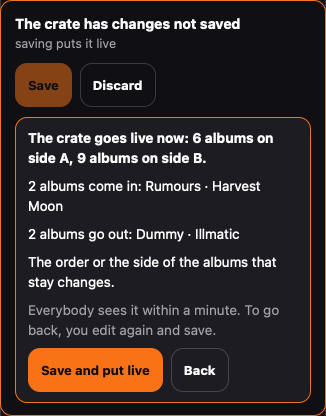 The crate has changes not saved
saving puts it live
Save
Discard
The crate goes live now: 6 albums on
side A, 9 albums on side B.
2 albums come in: Rumours · Harvest
Moon
2 albums go out: Dummy · Illmatic
The order or the side of the albums that
stay changes.
Everybody sees it within a minute. To go
back, you edit again and save.
Save and put live
Back